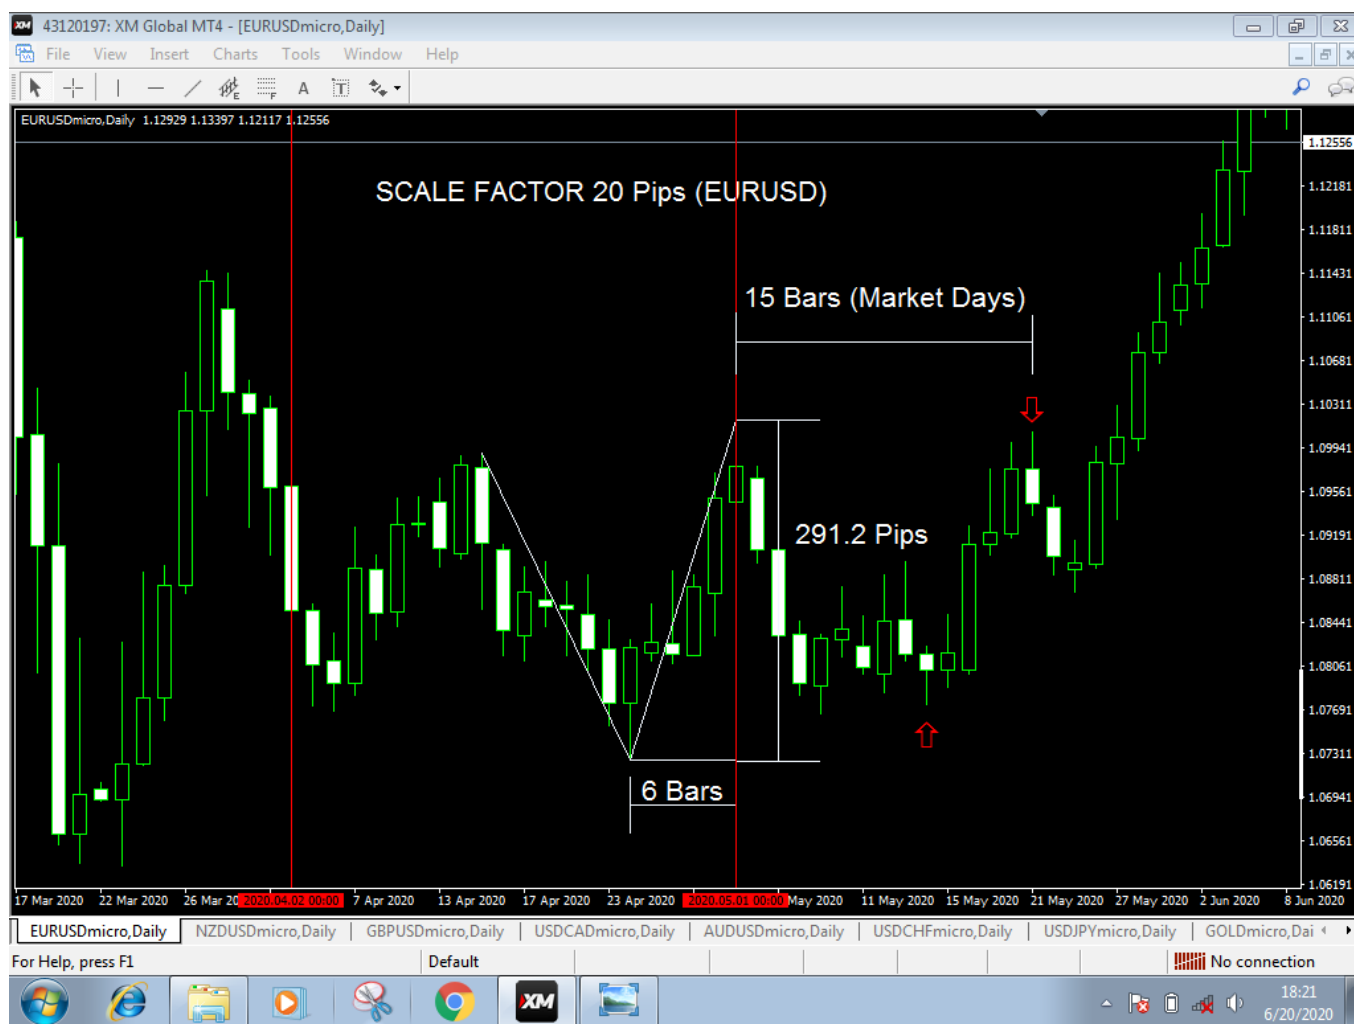 XM 43120197: XM Global MT4 - [EURUSDmicro,Daily]
File View Insert Charts Tools Window Help
E F A T
EURUSDmicro,Daily 1.12929 1.13397 1.12117 1.12556
1.12556
SCALE FACTOR 20 Pips (EURUSD)
1.12181
1.11811
1.11431
15 Bars (Market Days)
1.11061
1.10681
1.10311
1.09941
1.09561
291.2 Pips
1.09191
1.08811
1.08441
1.08061
1.07691
1.07311
6 Bars
1.06941
1.06561
1.06191
17 Mar 2020 22 Mar 2020 26 Mar 20 2020.04.02 00:00 7 Apr 2020 13 Apr 2020 17 Apr 2020 23 Apr 2020 2020.05.01 00:00 May 2020 11 May 2020 15 May 2020 21 May 2020 27 May 2020 2 Jun 2020 8 Jun 2020
EURUSDmicro,Daily NZDUSDmicro,Daily GBPUSDmicro,Daily USDCADmicro,Daily AUDUSDmicro,Daily USDCHFmicro,Daily USDJPYmicro,Daily GOLDmicro,Dai
For Help, press F1 Default No connection
XM 18:21
6/20/2020